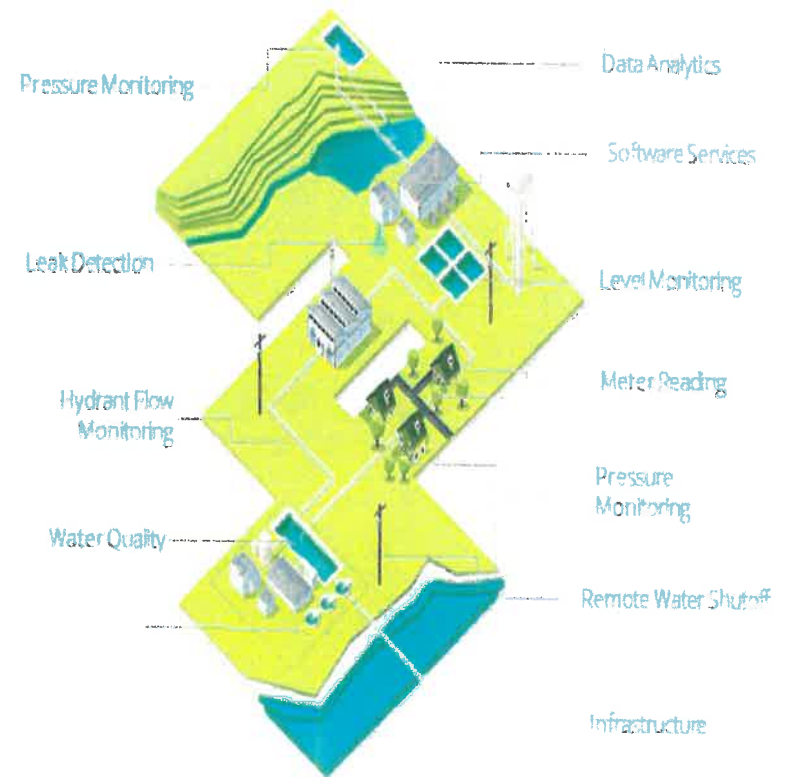 Pressure Monitoring
Data Analytics
Software Services
Leak Detection
Level Monitoring
Meter Reading
Hydrant Flow
Monitoring
Pressure
Monitoring
Water Quality
Remote Water Shutoff
Infrastructure